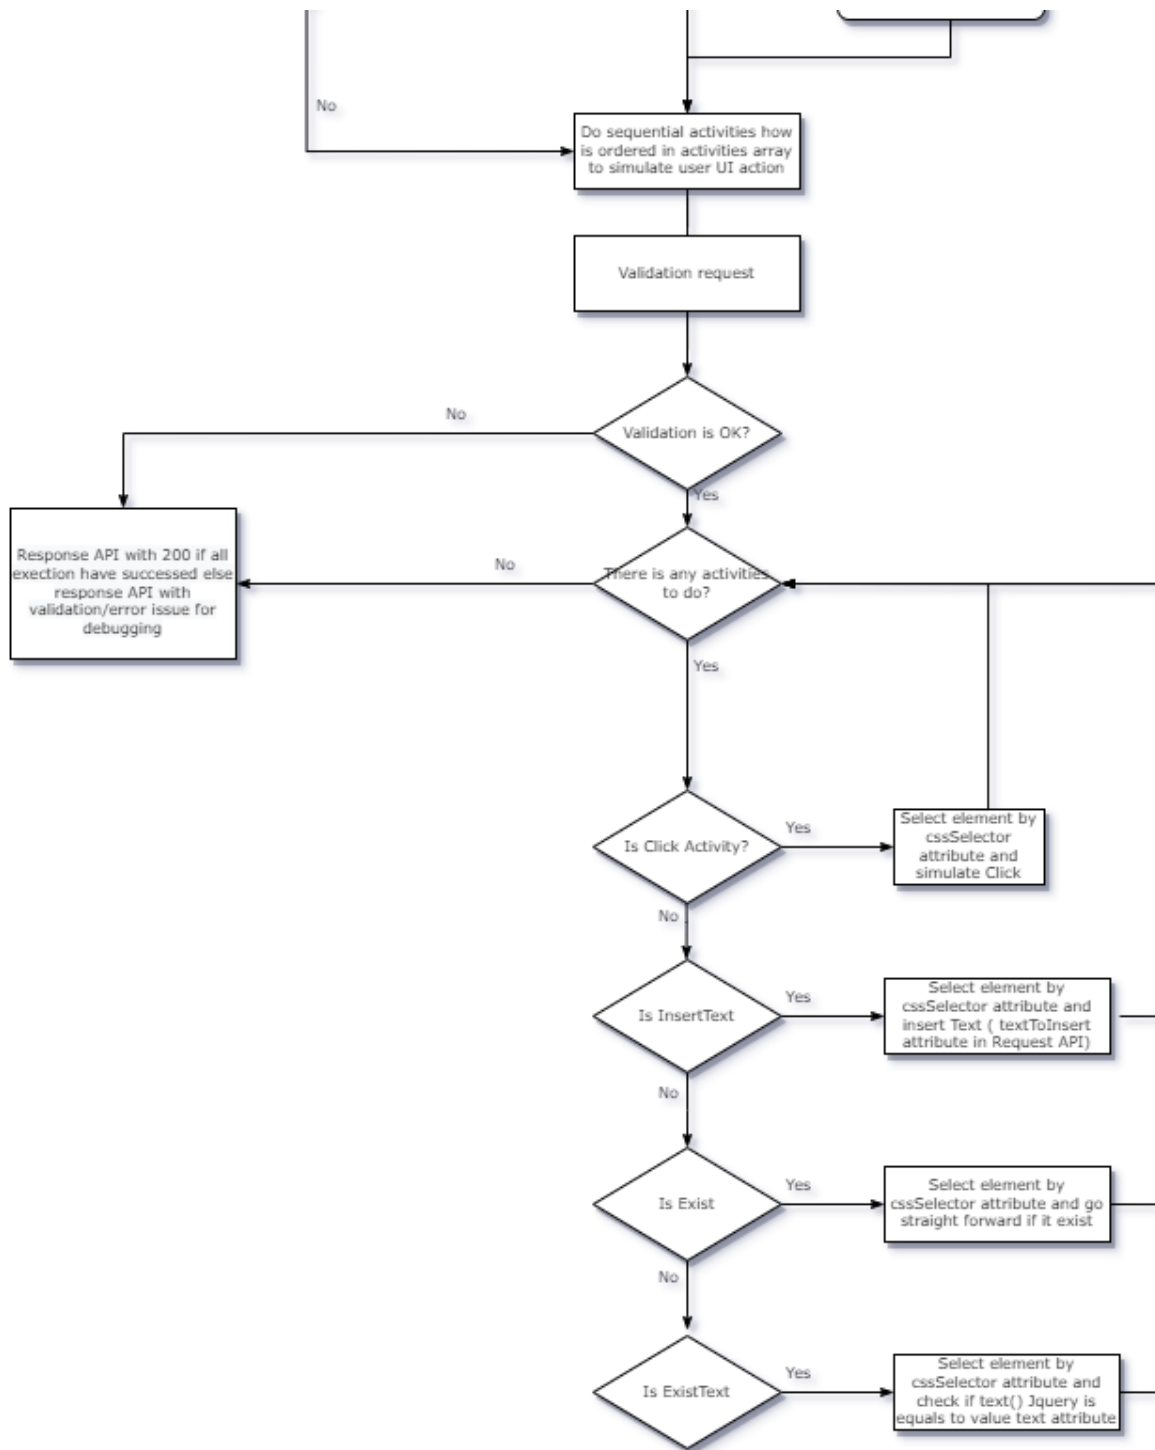 No
Do sequential activities how
is ordered in activities array
to simulate user UI action
Validation request
No
Validation is OK?
Yes
Response API with 200 if all
exection have successed else
response API with
validation/error issue for
debugging
No
There is any activities
to do?
Yes
Is Click Activity?
Yes
Select element by
cssSelector
attribute and
simulate Click
No
Is InsertText
Yes
Select element by
cssSelector attribute and
insert Text ( textToInsert
attribute in Request API)
No
Is Exist
Yes
Select element by
cssSelector attribute and go
straight forward if it exist
No
Is ExistText
Yes
Select element by
cssSelector attribute and
check if text() Jquery is
equals to value text attribute